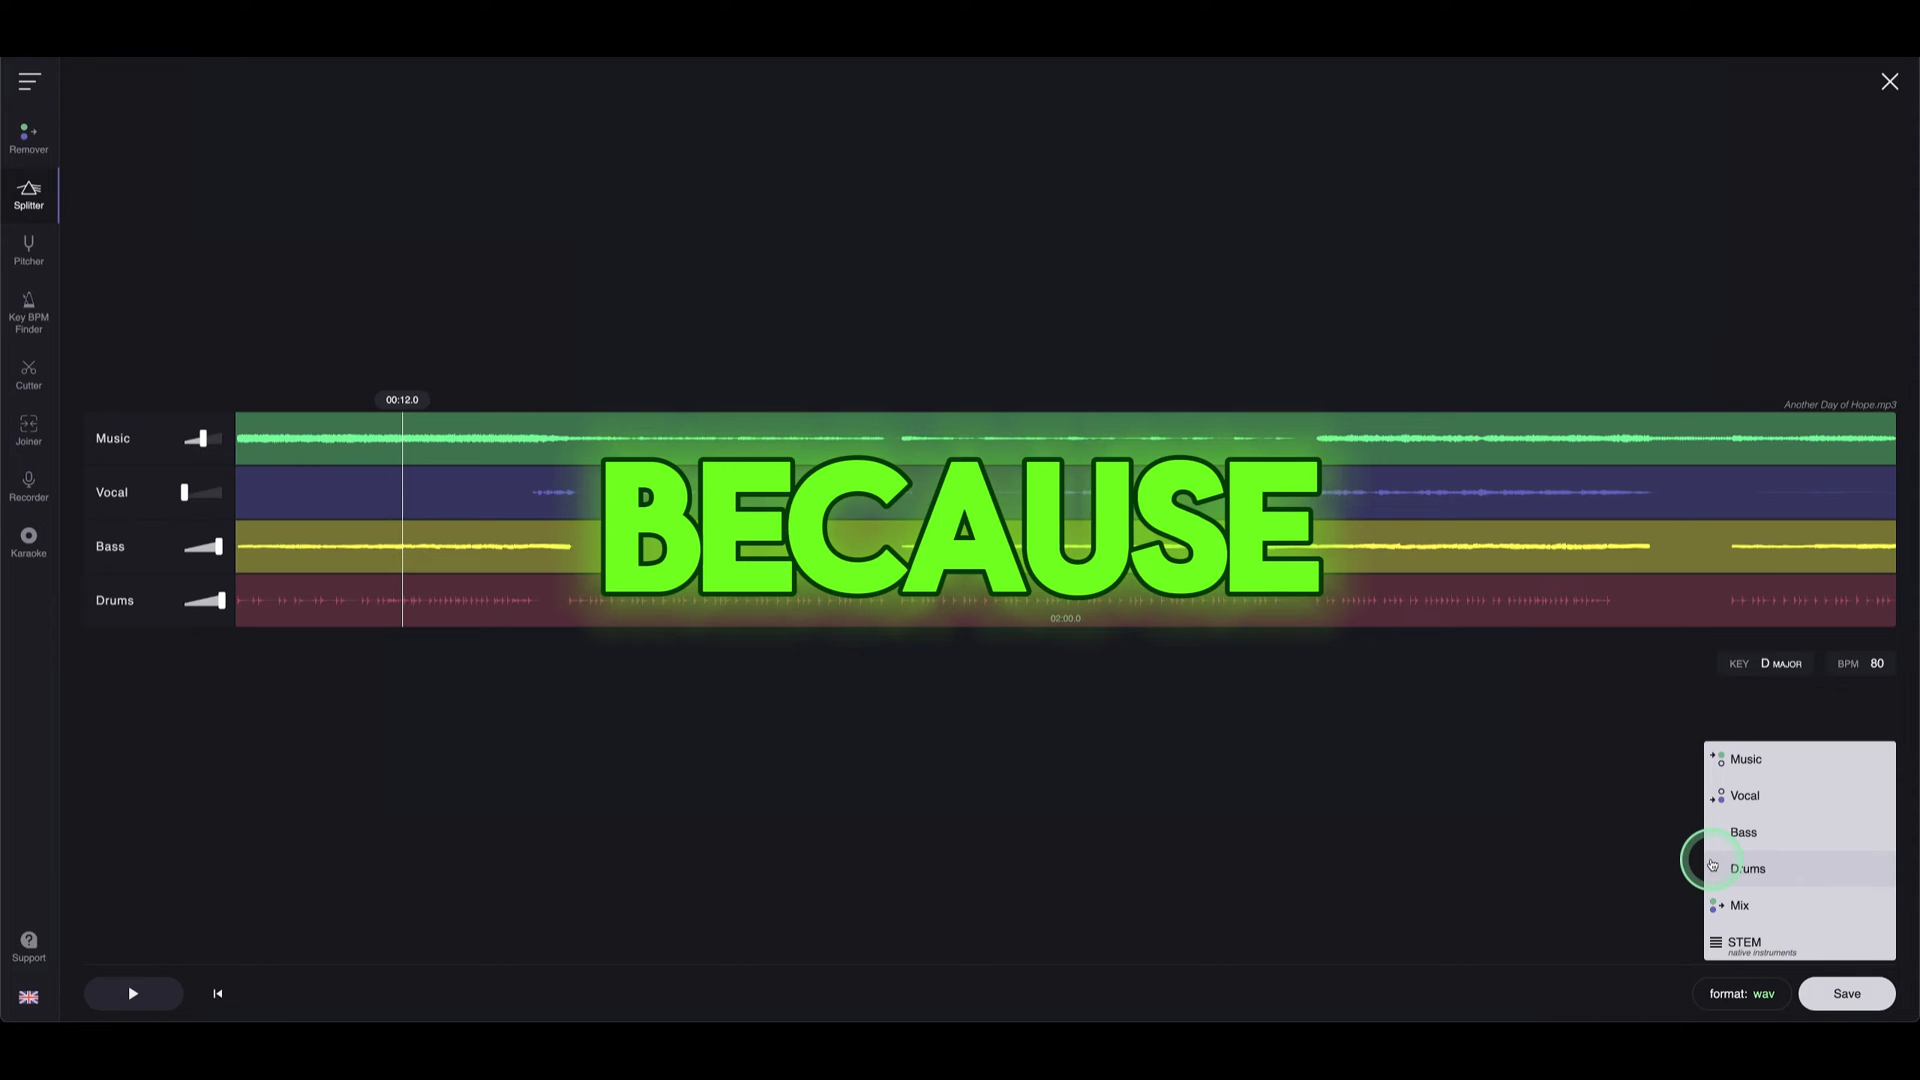 Remover
Splitter
Pitcher
Key BPM
Finder
Cutter
Joiner
Recorder
Karaoke
Support
00:12.0
Another Day of Hope.mp3
Music
Vocal
Bass
Drums
BECAUSE
02:00.0
KEY D MAJOR BPM 80
Music
Vocal
Bass
Drums
Mix
STEM
native instruments
format: wav
Save